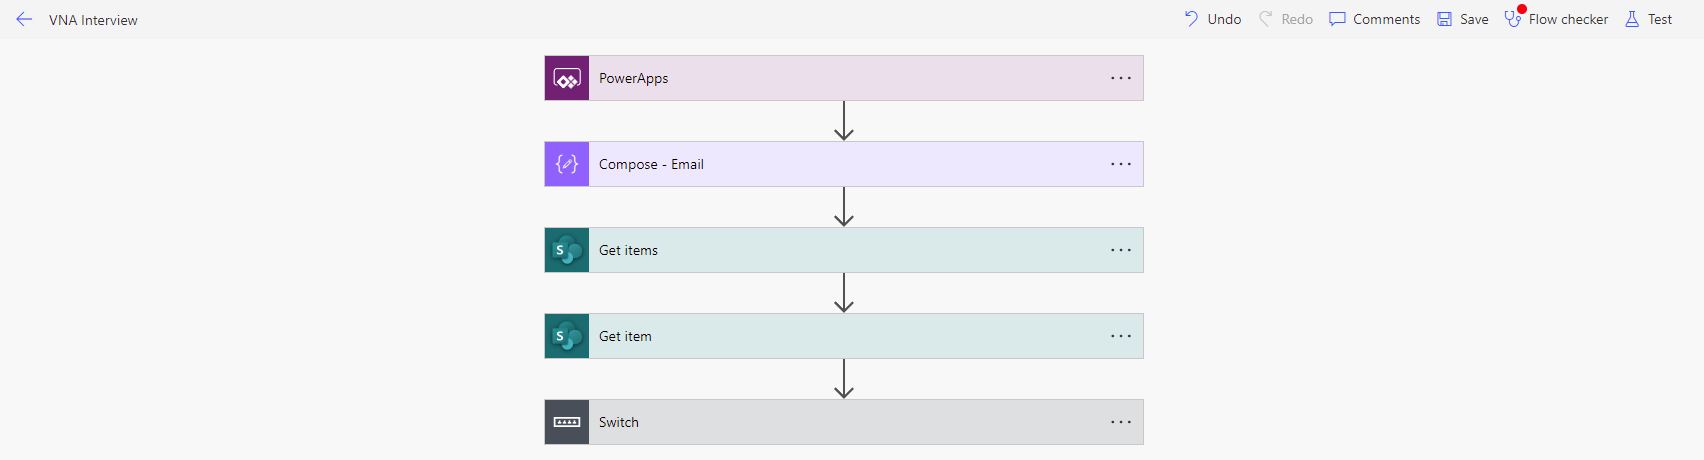 VNA Interview
Undo Redo Comments Save Flow checker Test
PowerApps
Compose - Email
S Get items
S Get item
Switch